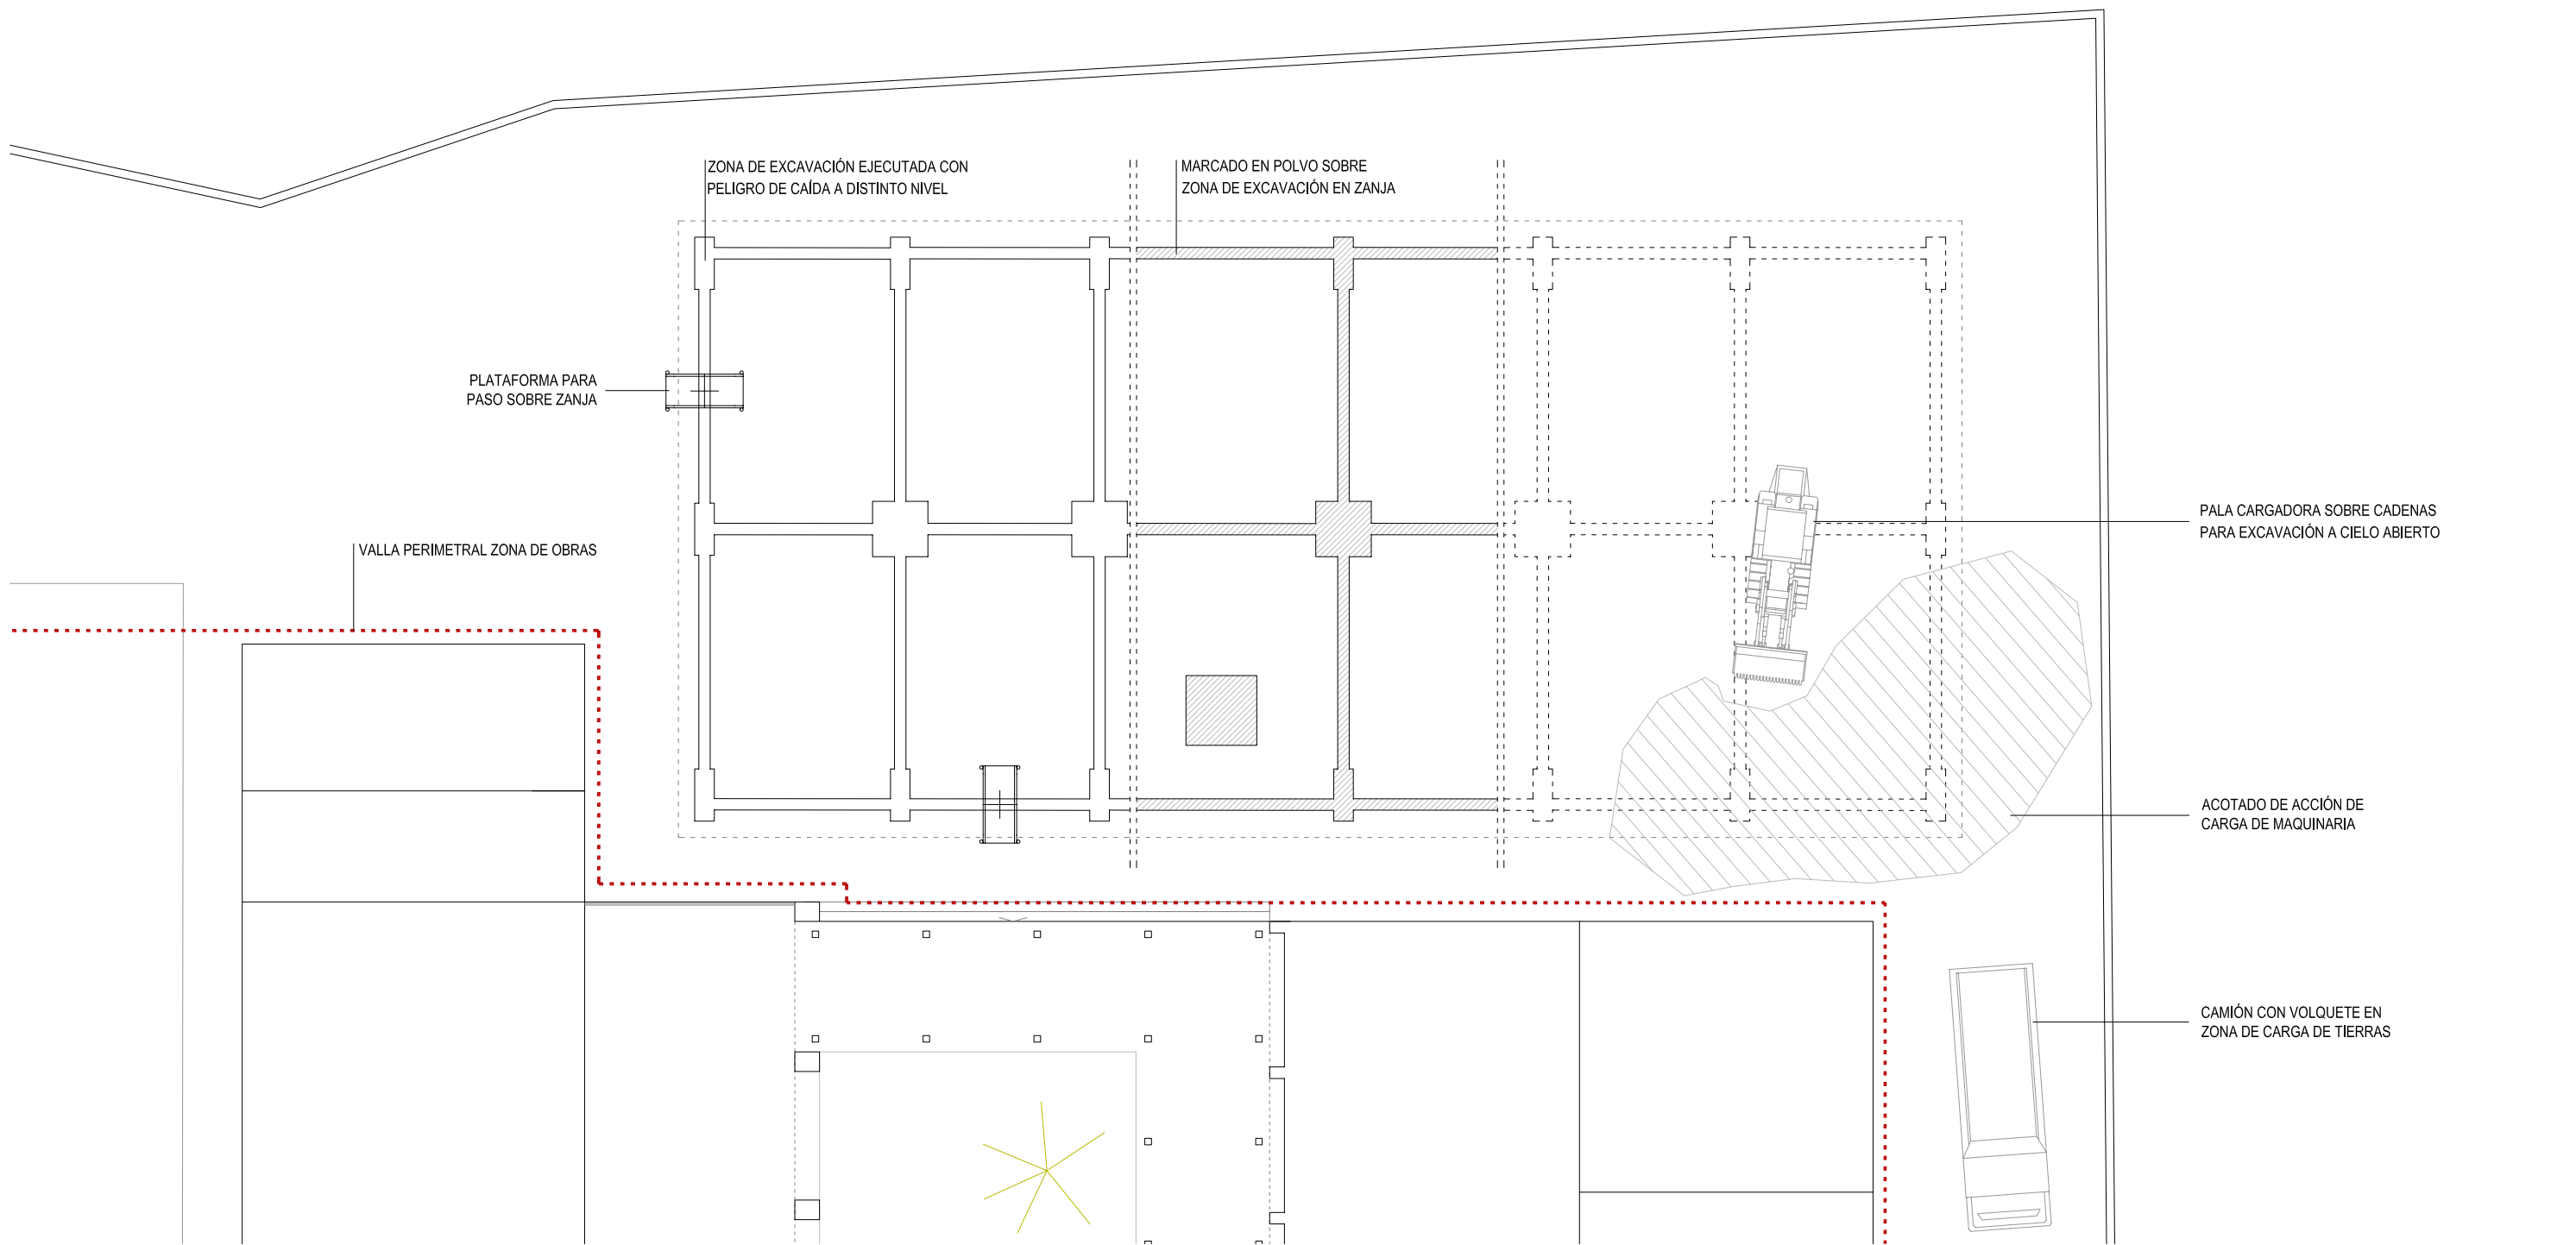 ZONA DE EXCAVACIÓN EJECUTADA CON
PELIGRO DE CAÍDA A DISTINTO NIVEL
MARCADO EN POLVO SOBRE
ZONA DE EXCAVACIÓN EN ZANJA
PLATAFORMA PARA
PASO SOBRE ZANJA
PALA CARGADORA SOBRE CADENAS
PARA EXCAVACIÓN A CIELO ABIERTO
VALLA PERIMETRAL ZONA DE OBRAS
ACOTADO DE ACCIÓN DE
CARGA DE MAQUINARIA
CAMIÓN CON VOLQUETE EN
ZONA DE CARGA DE TIERRAS